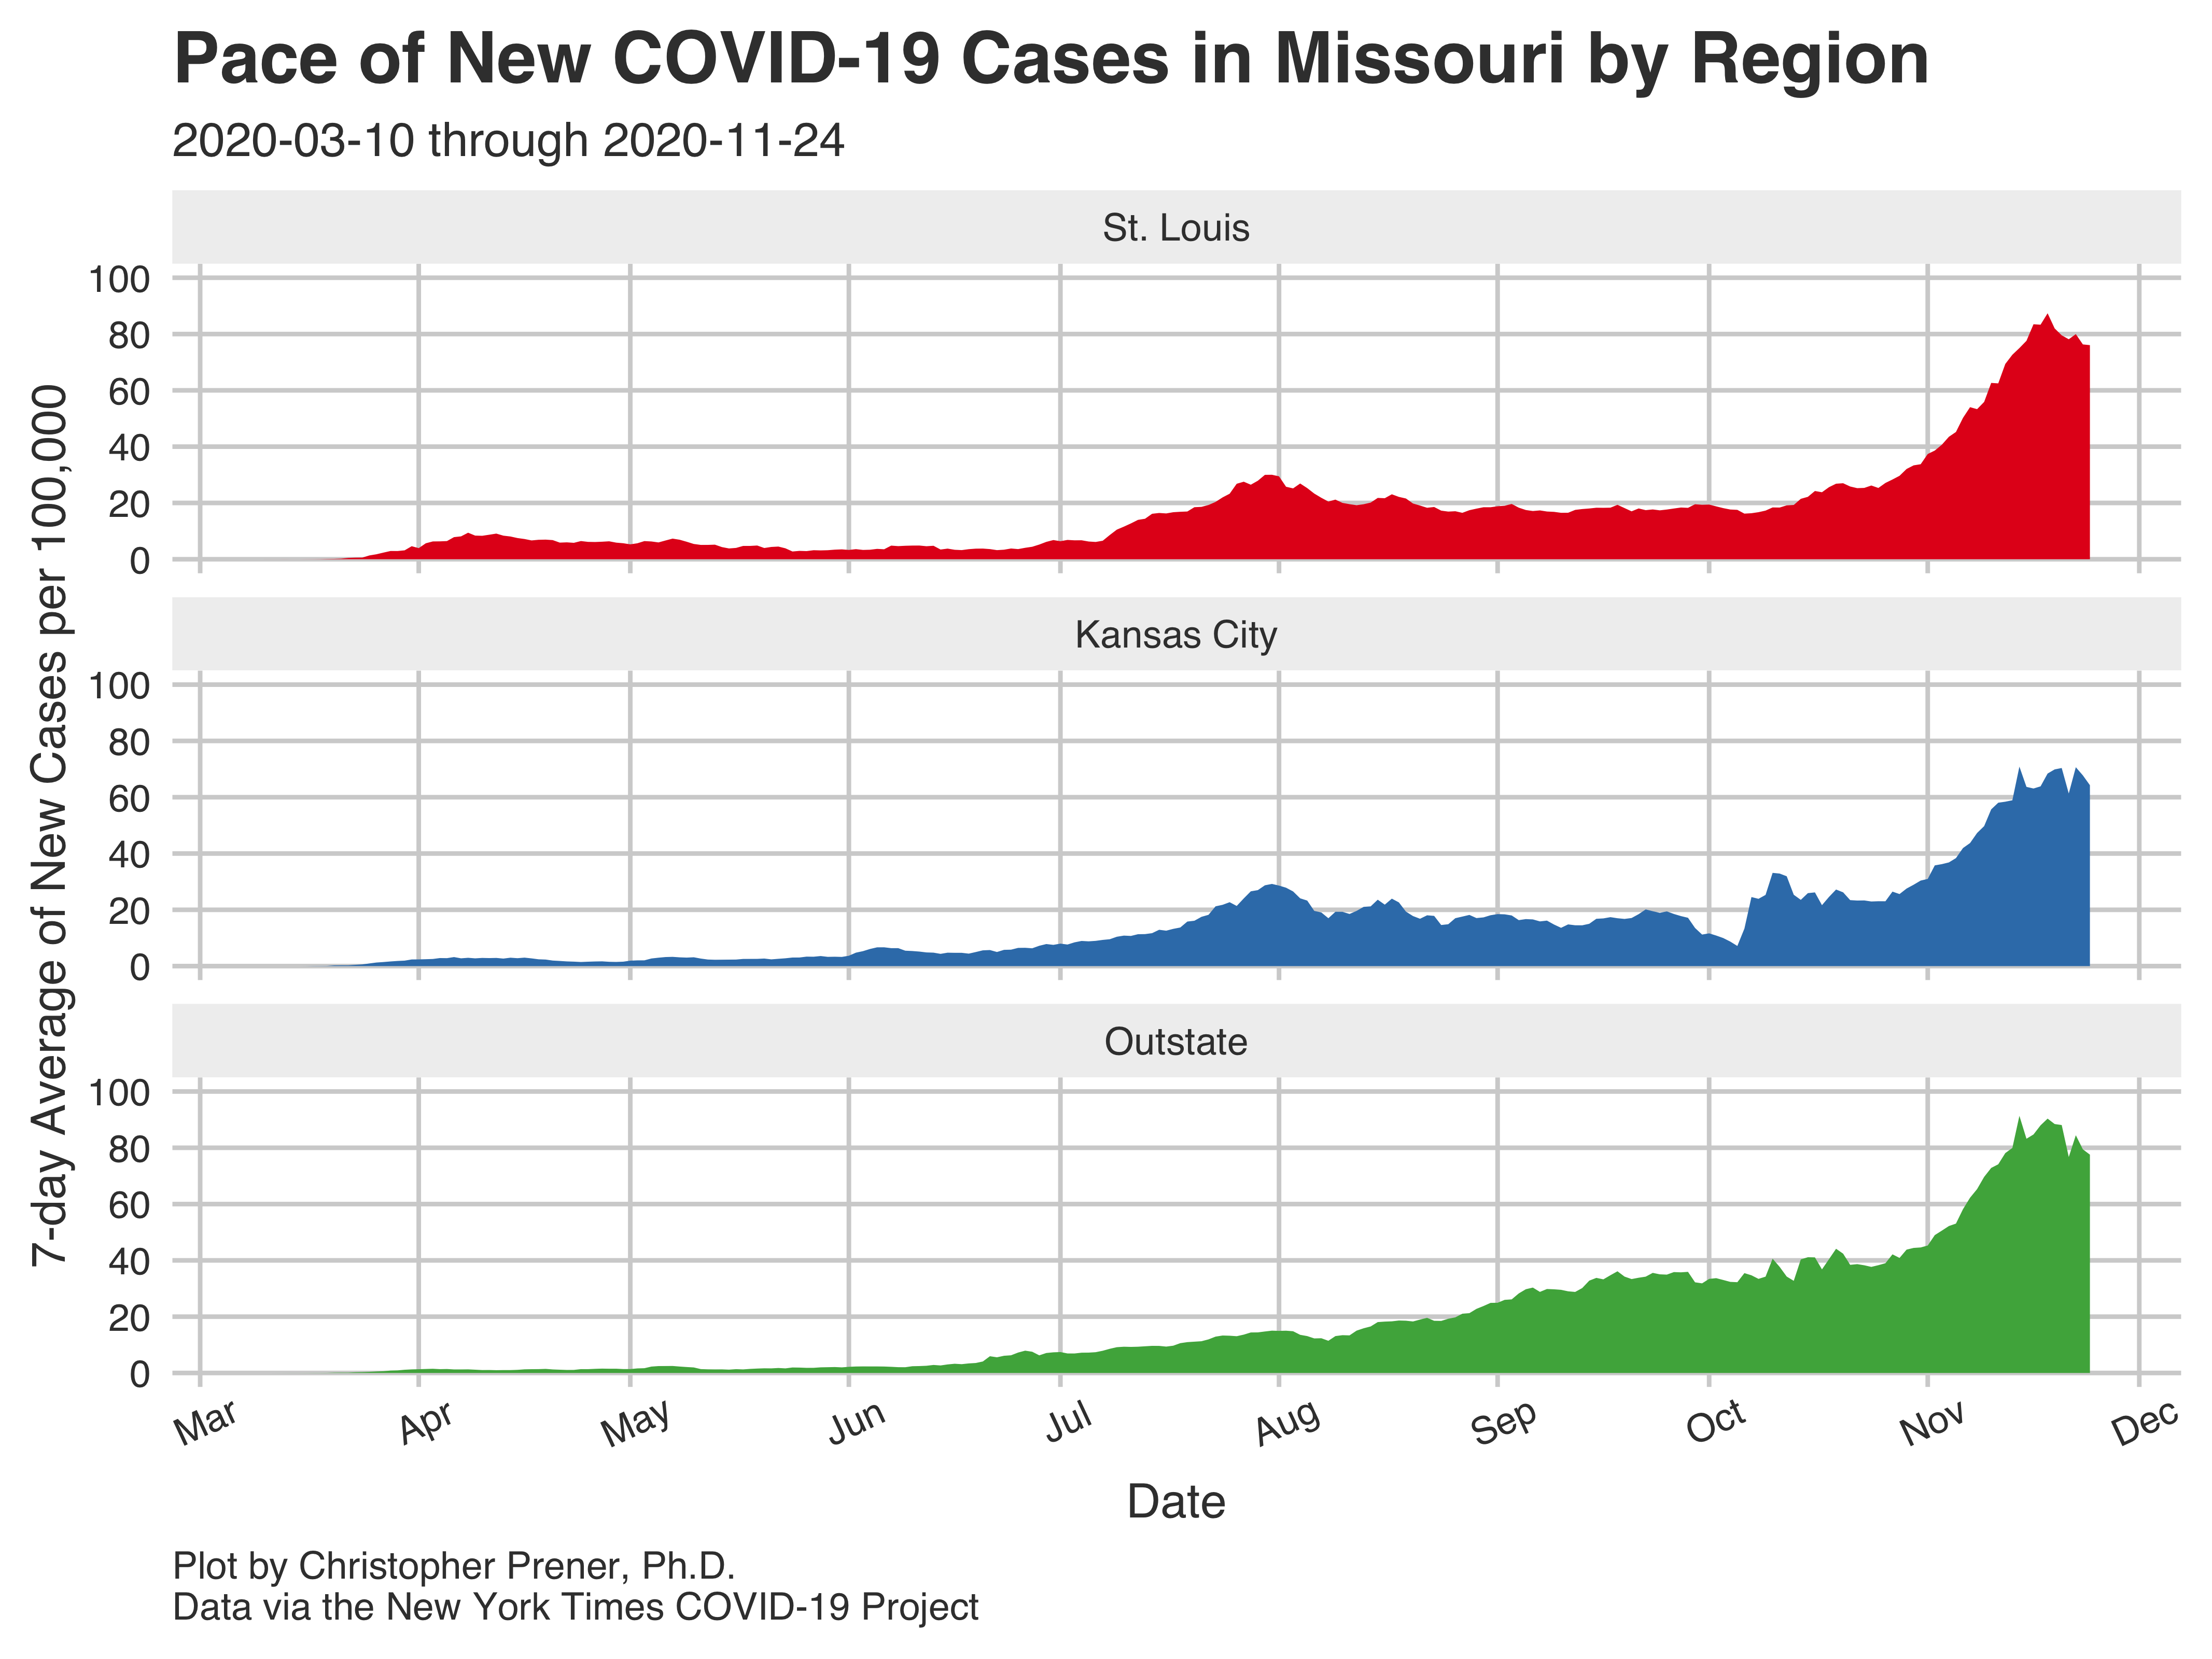 Pace of New COVID-19 Cases in Missouri by Region
2020-03-10 through 2020-11-24
7-day Average of New Cases per 100,000
St. Louis
100
80
60
40
20
0
Kansas City
100
80
60
40
20
0
Outstate
100
80
60
40
20
0
Mar Apr May Jun Jul Aug Sep Oct Nov Dec
Date
Plot by Christopher Prener, Ph.D.
Data via the New York Times COVID-19 Project